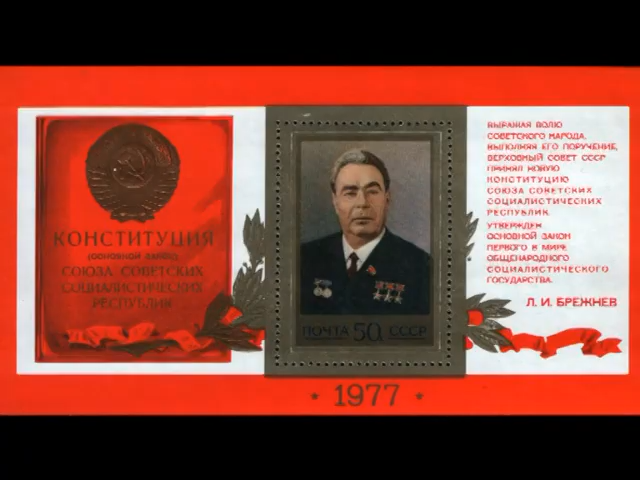 КОНСТИТУЦИЯ
(ОСНОВНОЙ ЗАКОН)
СОЮЗА СОВЕТСКИХ
СОЦИАЛИСТИЧЕСКИХ
РЕСПУБЛИК
ПОЧТА 50 СССР
ВЫРАЖАЯ ВОЛЮ
СОВЕТСКОГО НАРОДА,
ВЫПОЛНЯЯ ЕГО ПОРУЧЕНИЕ,
ВЕРХОВНЫЙ СОВЕТ СССР
ПРИНЯЛ НОВУЮ
КОНСТИТУЦИЮ
СОЮЗА СОВЕТСКИХ
СОЦИАЛИСТИЧЕСКИХ
РЕСПУБЛИК.
УТВЕРЖДЕН
ОСНОВНОЙ ЗАКОН
ПЕРВОГО В МИРЕ
ОБЩЕНАРОДНОГО
СОЦИАЛИСТИЧЕСКОГО
ГОСУДАРСТВА.
Л. И. БРЕЖНЕВ
* 1977 *